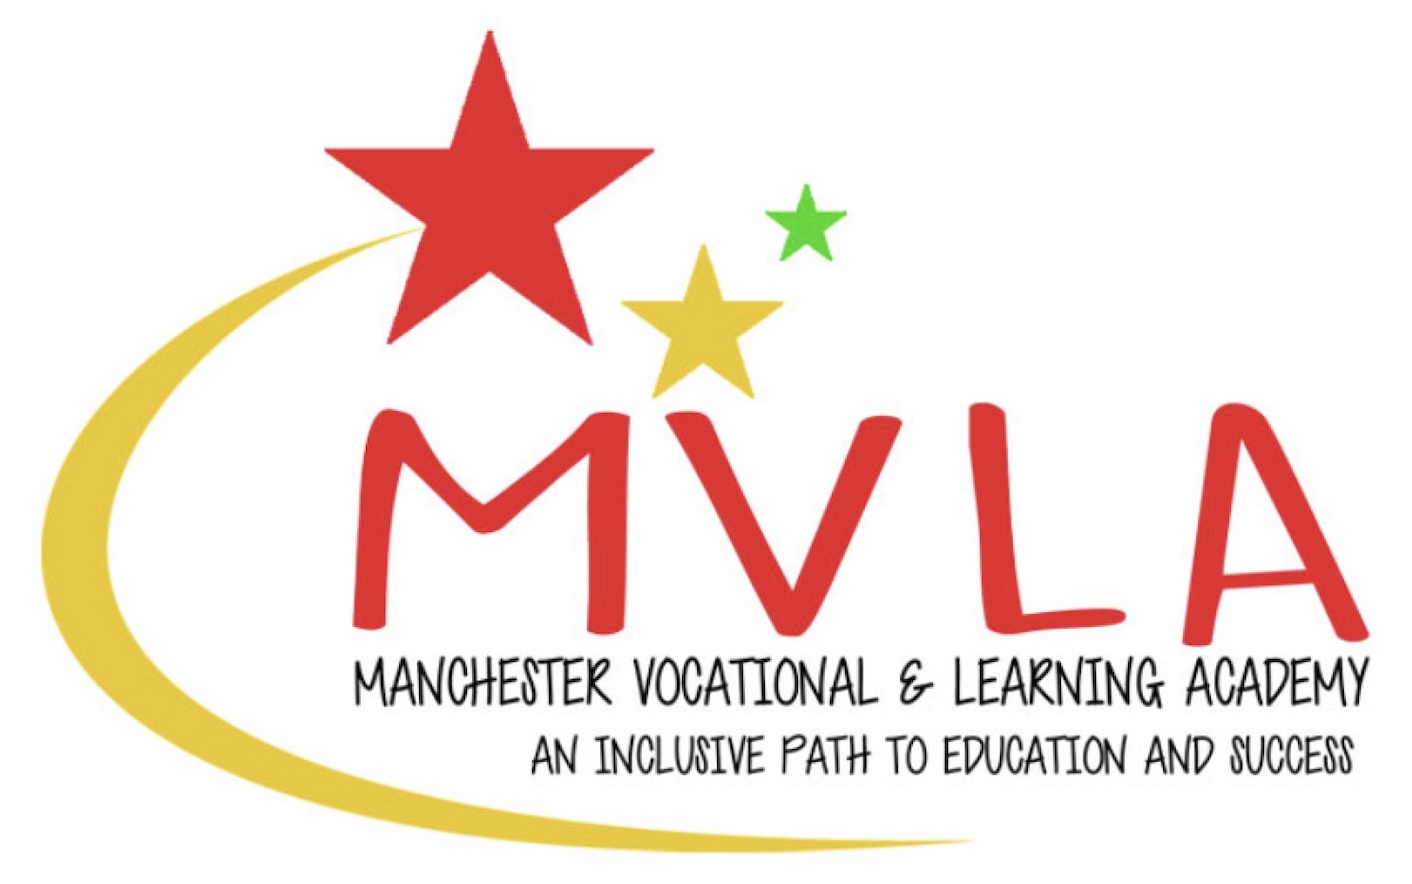 MVLA
MANCHESTER VOCATIONAL & LEARNING ACADEMY
AN INCLUSIVE PATH TO EDUCATION AND SUCCESS